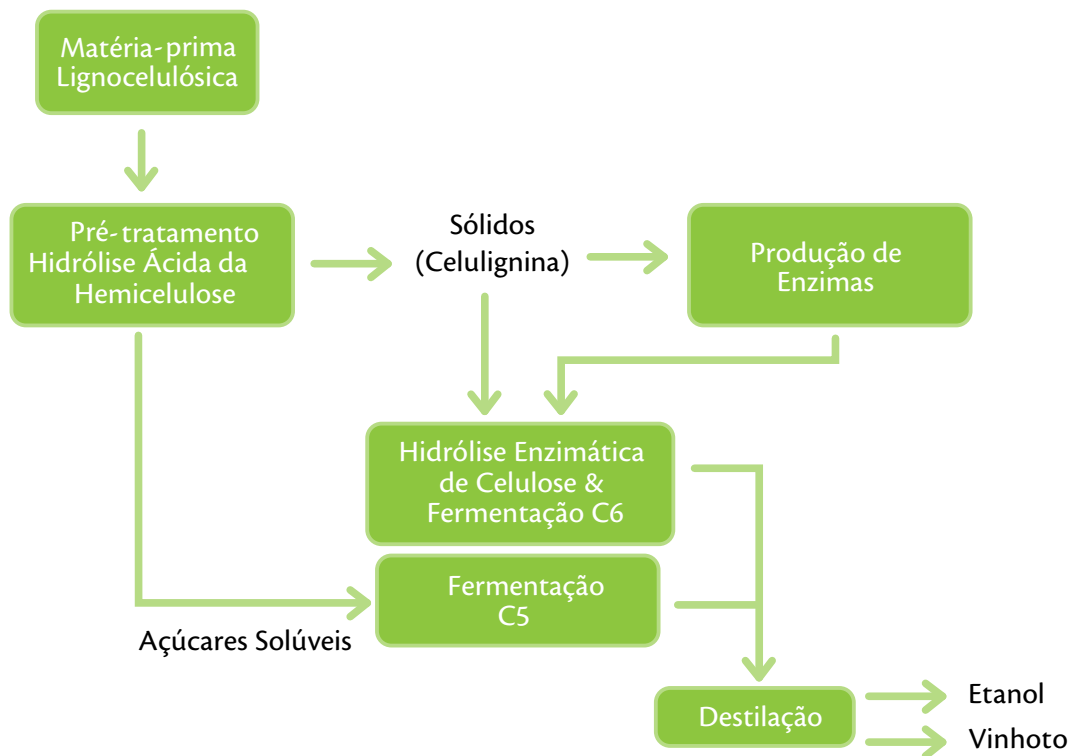 Matéria-prima
Lignocelulósica
Pré-tratamento
Hidrólise Ácida da
Hemicelulose
Sólidos
(Celulignina)
Produção de
Enzimas
Hidrólise Enzimática
de Celulose &
Fermentação C6
Fermentação
C5
Açúcares Solúveis
Destilação
Etanol
Vinhoto